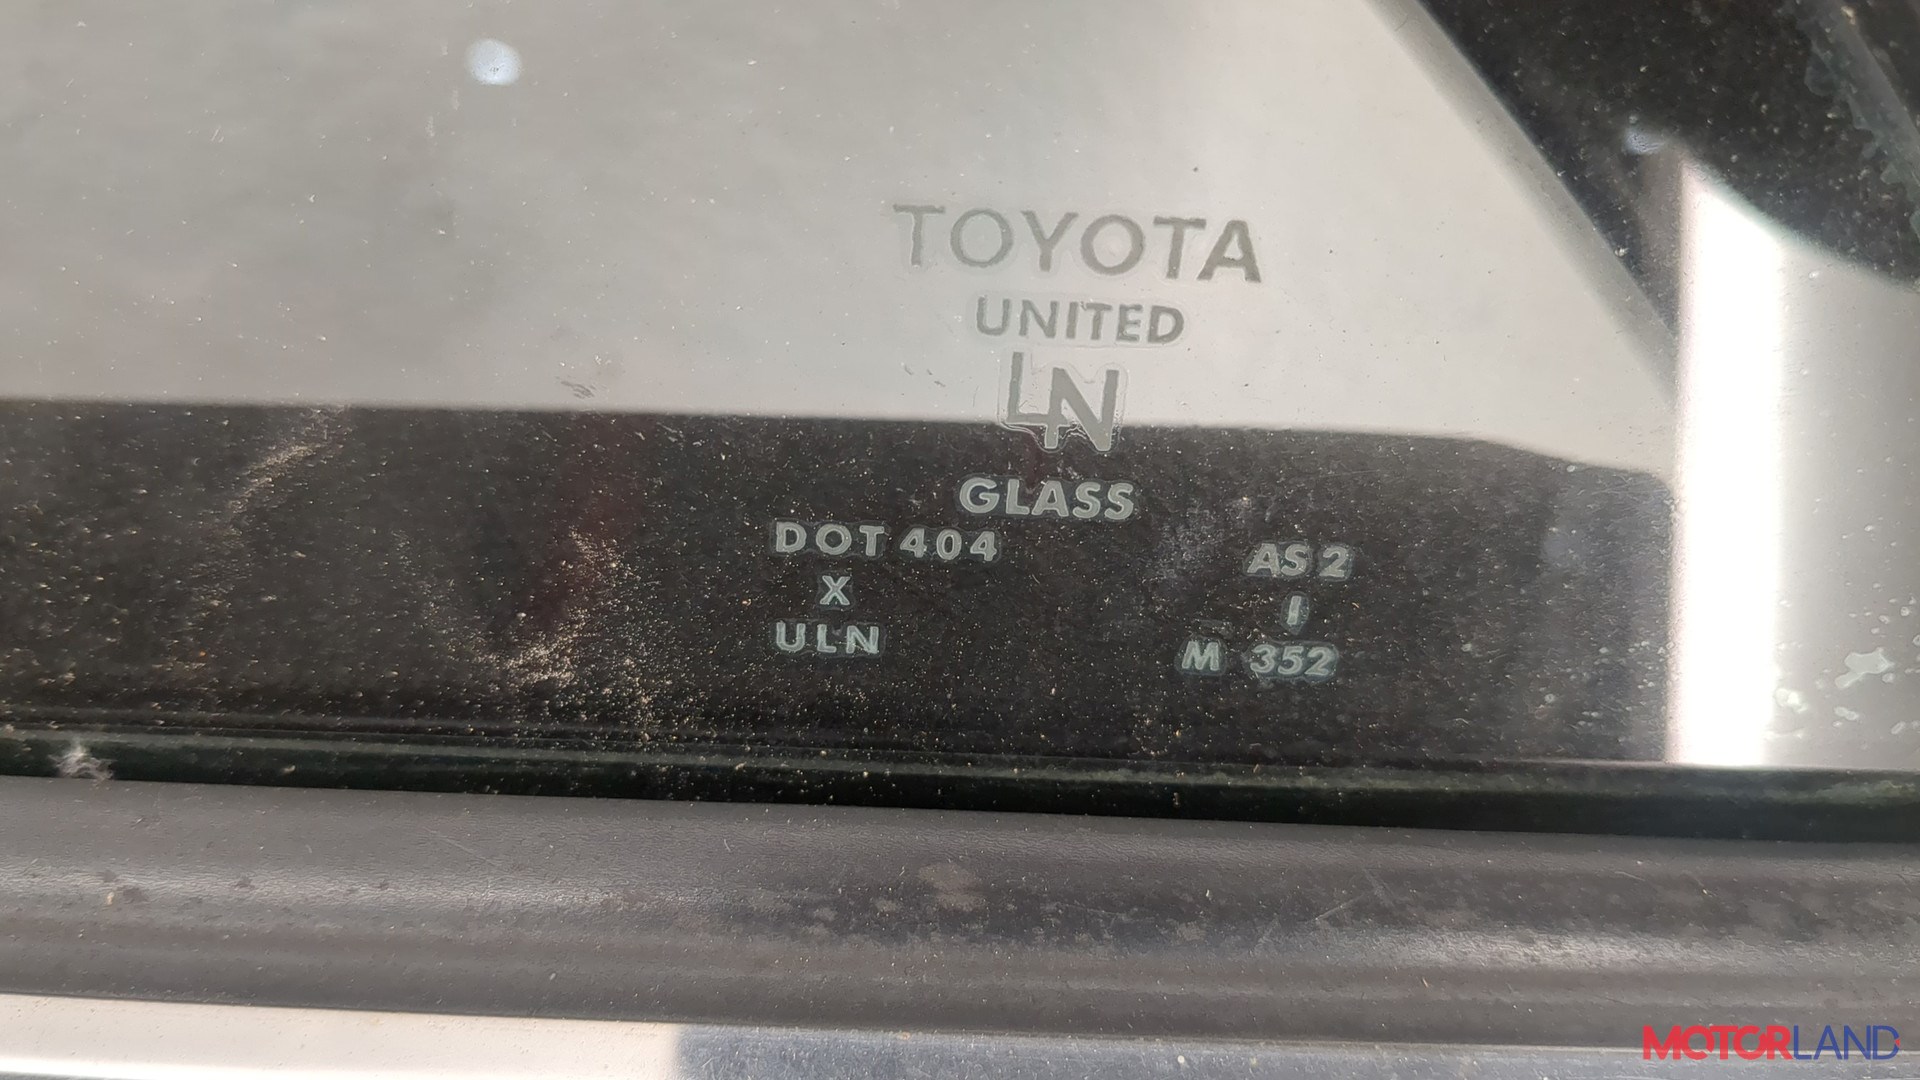 TOYOTA
UNITED
LN
GLASS
DOT 404 AS 2
X I
ULN M 352
MOTORLAND